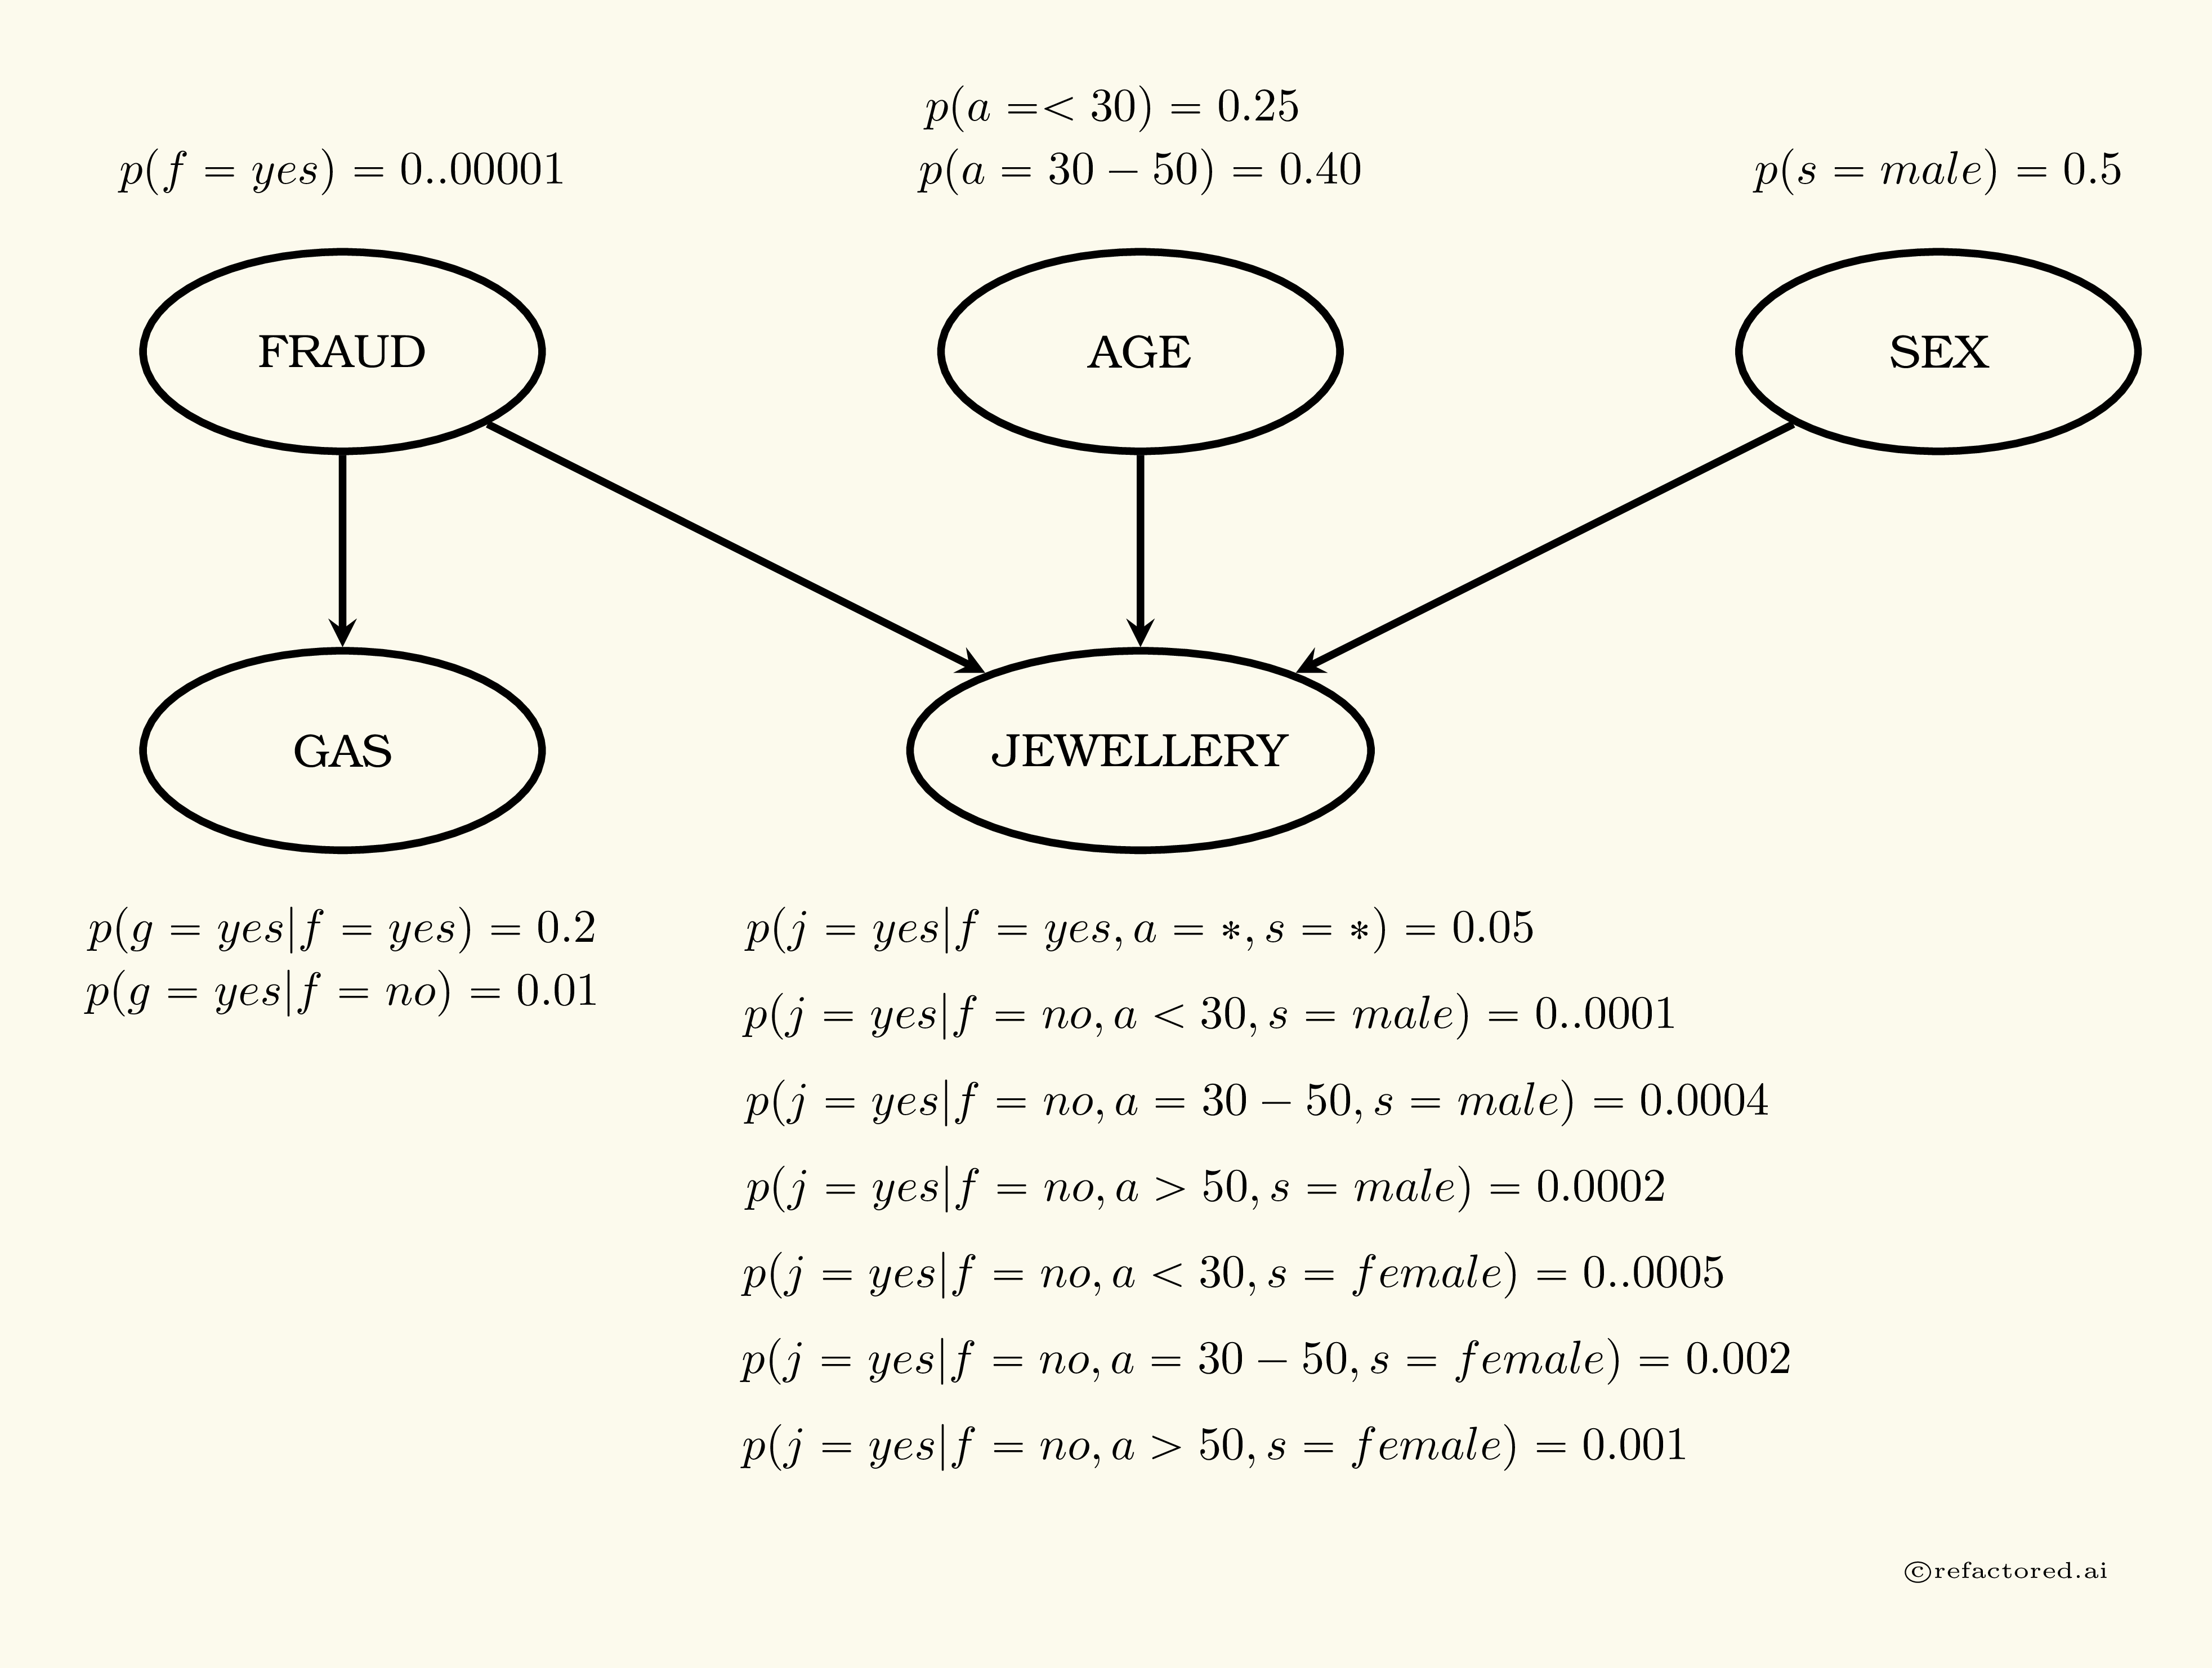 p(a =< 30) = 0.25
p(f = yes) = 0..00001
p(a = 30 − 50) = 0.40
p(s = male) = 0.5
FRAUD
AGE
SEX
GAS
JEWELLERY
p(g = yes|f = yes) = 0.2
p(g = yes|f = no) = 0.01
p(j = yes|f = yes, a = ∗, s = ∗) = 0.05
p(j = yes|f = no, a < 30, s = male) = 0..0001
p(j = yes|f = no, a = 30 − 50, s = male) = 0.0004
p(j = yes|f = no, a > 50, s = male) = 0.0002
p(j = yes|f = no, a < 30, s = female) = 0..0005
p(j = yes|f = no, a = 30 − 50, s = female) = 0.002
p(j = yes|f = no, a > 50, s = female) = 0.001
©refactored.ai